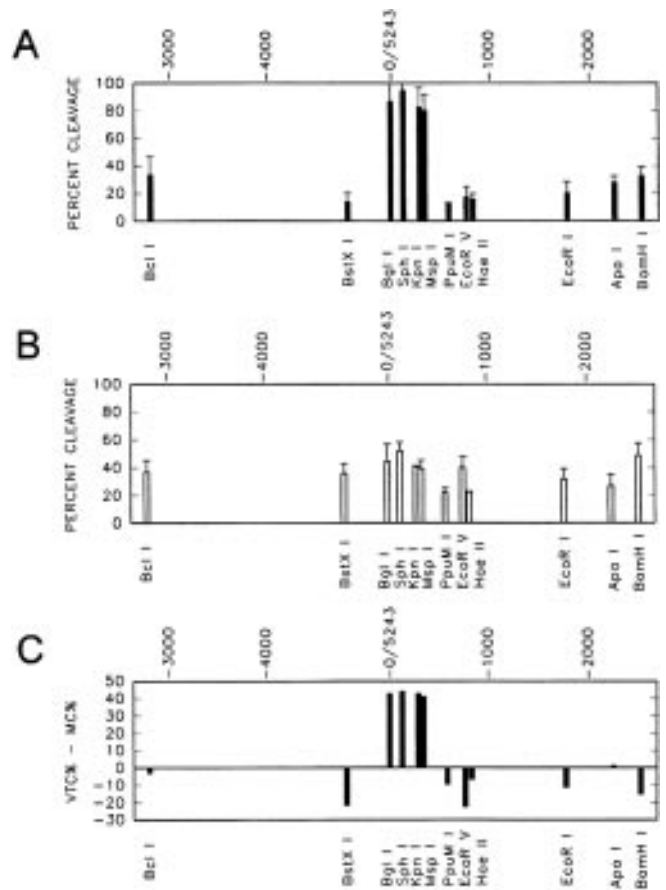 A
3000 4000 0/5243 1000 2000
PERCENT CLEAVAGE
100
80
60
40
20
0
Bcl I BstX I Bgl I Sph I Kpn I Msp I PpuM I EcoR V Hae II EcoR I Apa I BamH I
B
3000 4000 0/5243 1000 2000
PERCENT CLEAVAGE
100
80
60
40
20
0
Bcl I BstX I Bgl I Sph I Kpn I Msp I PpuM I EcoR V Hae II EcoR I Apa I BamH I
C
3000 4000 0/5243 1000 2000
VTC% - MC%
50
40
30
20
10
0
-10
-20
-30
Bcl I BstX I Bgl I Sph I Kpn I Msp I PpuM I EcoR V Hae II EcoR I Apa I BamH I